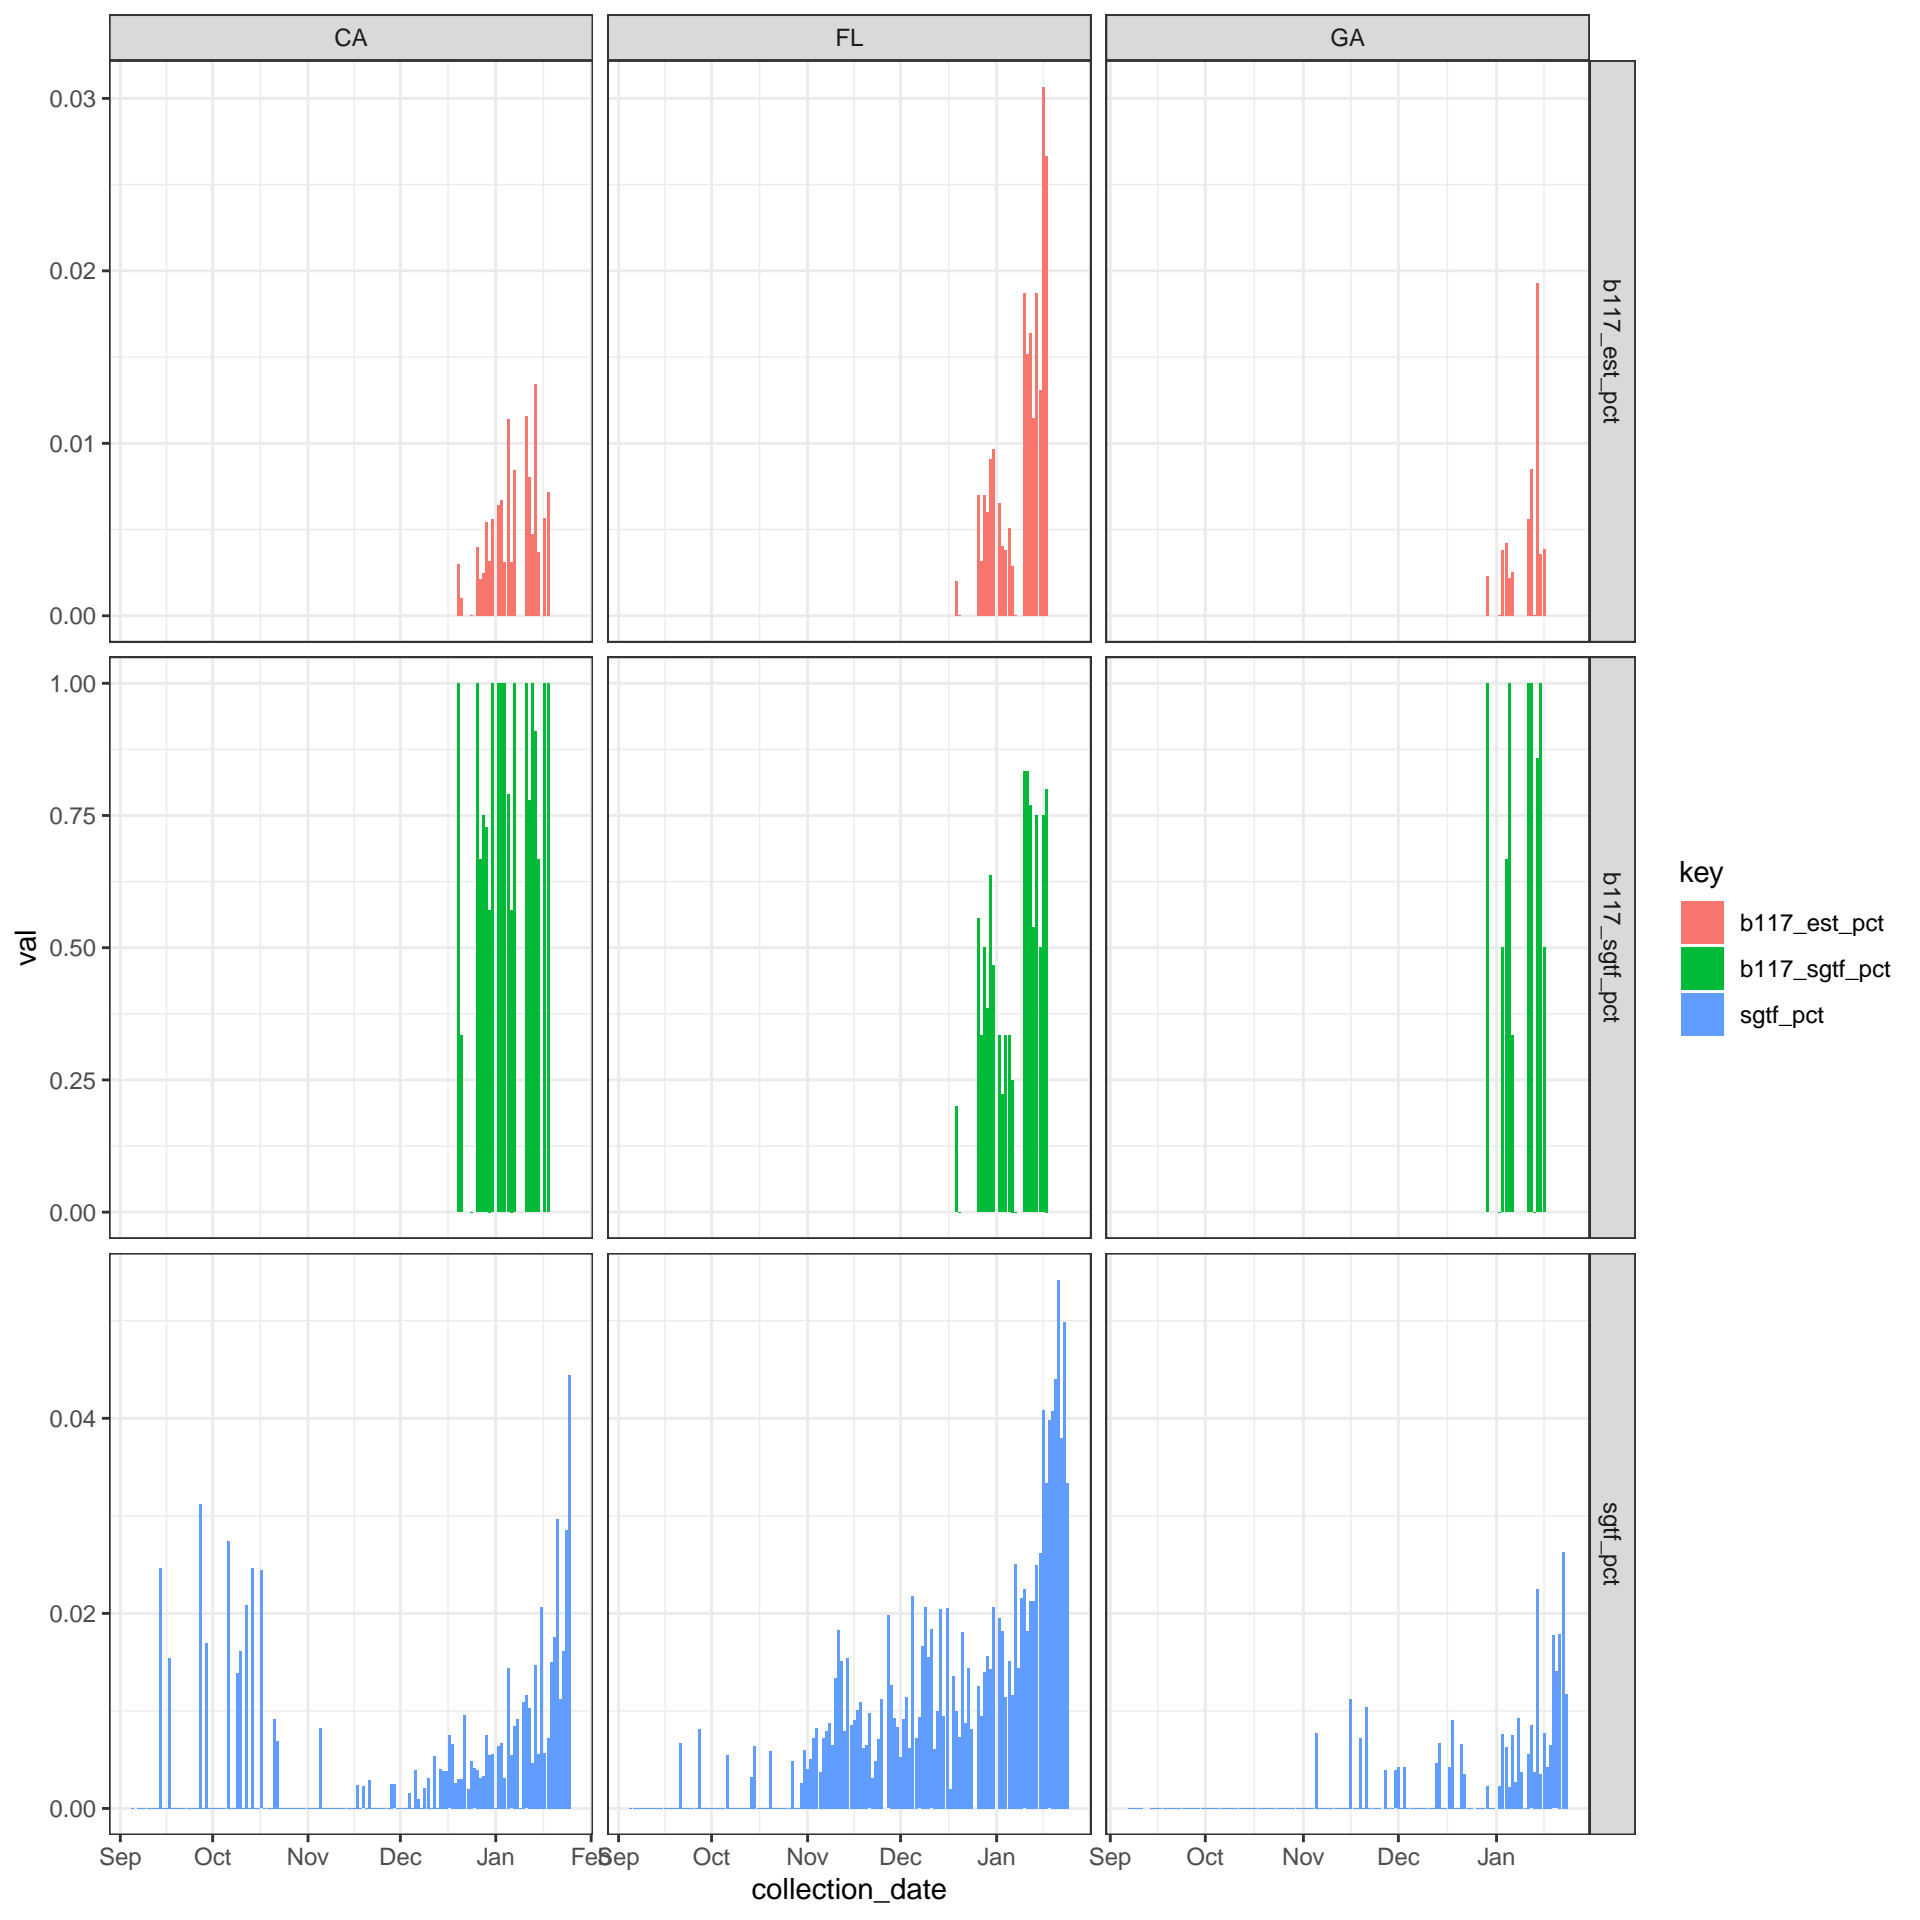 CA
FL
GA
0.03
0.02
0.01
0.00
b117_est_pct
1.00
0.75
0.50
0.25
0.00
b117_sgtf_pct
val
0.04
0.02
0.00
sgtf_pct
Sep Oct Nov Dec Jan Feb Sep Oct Nov Dec Jan Sep Oct Nov Dec Jan
collection_date
key
b117_est_pct
b117_sgtf_pct
sgtf_pct